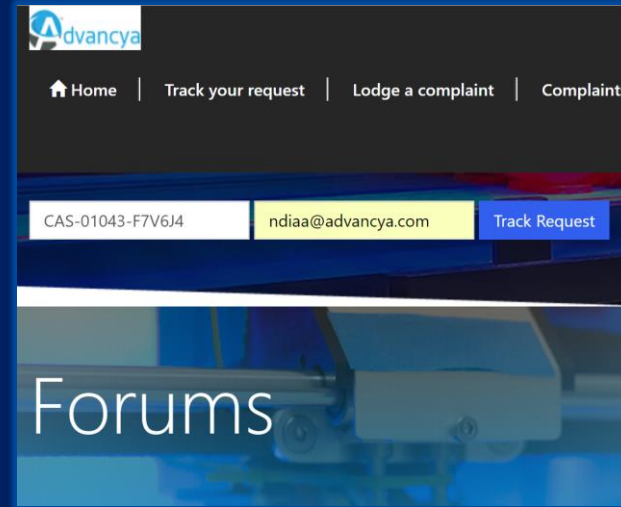 Advancya
Home | Track your request | Lodge a complaint | Complaint
CAS-01043-F7V6J4 ndiaa@advancya.com Track Request
Forums